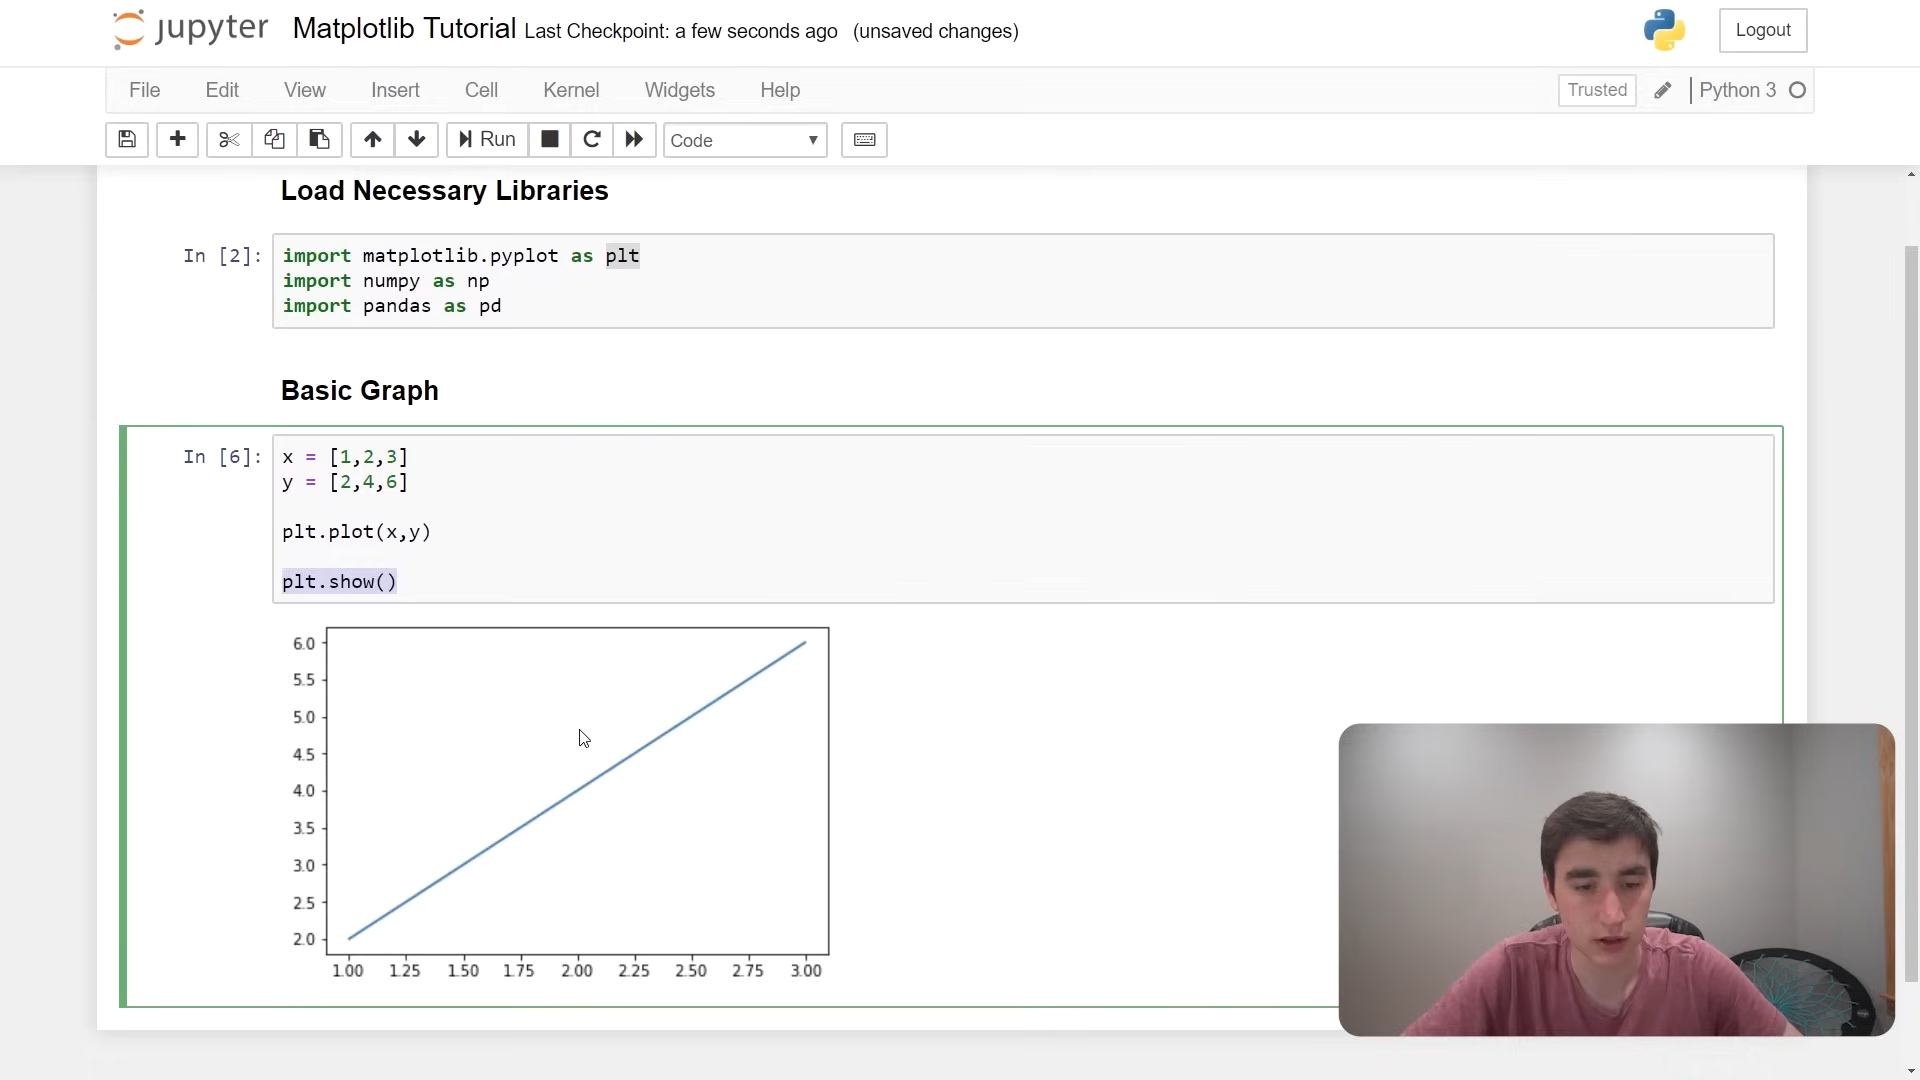 jupyter Matplotlib Tutorial Last Checkpoint: a few seconds ago (unsaved changes) Logout
File Edit View Insert Cell Kernel Widgets Help Trusted Python 3
Run Code
Load Necessary Libraries
In [2]: import matplotlib.pyplot as plt
import numpy as np
import pandas as pd
Basic Graph
In [6]: x = [1,2,3]
y = [2,4,6]
plt.plot(x,y)
plt.show()
6.0
5.5
5.0
4.5
4.0
3.5
3.0
2.5
2.0
1.00 1.25 1.50 1.75 2.00 2.25 2.50 2.75 3.00